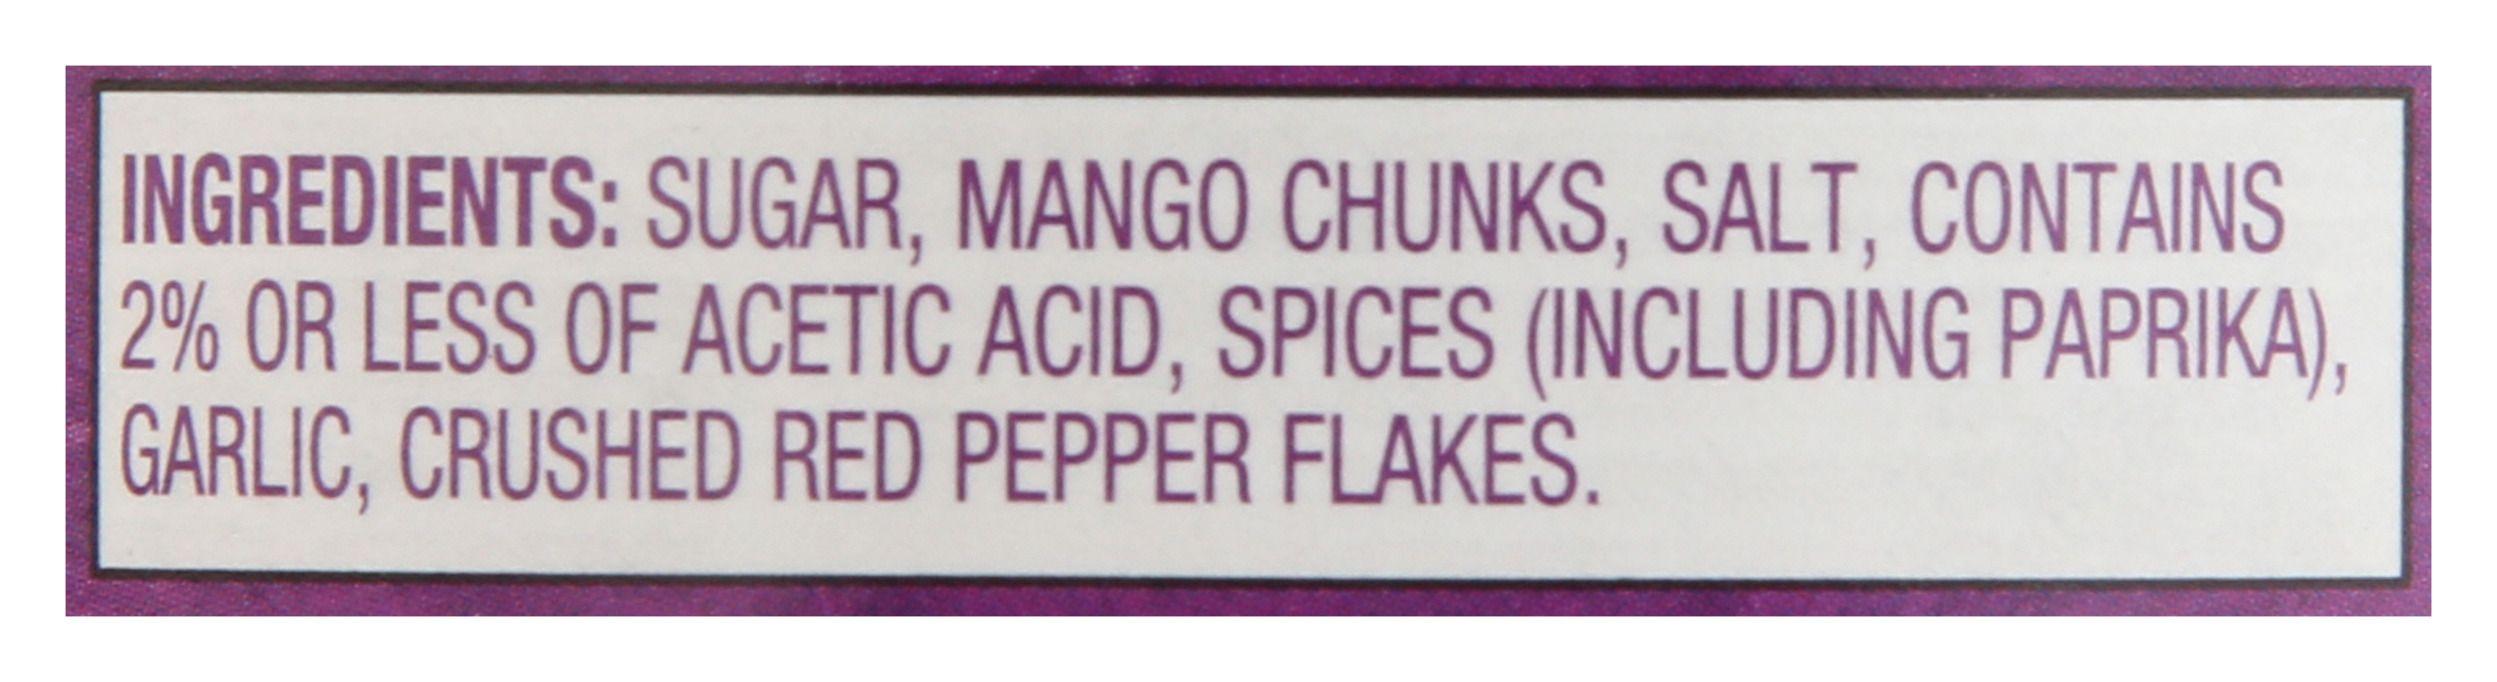 INGREDIENTS: SUGAR, MANGO CHUNKS, SALT, CONTAINS
2% OR LESS OF ACETIC ACID, SPICES (INCLUDING PAPRIKA),
GARLIC, CRUSHED RED PEPPER FLAKES.